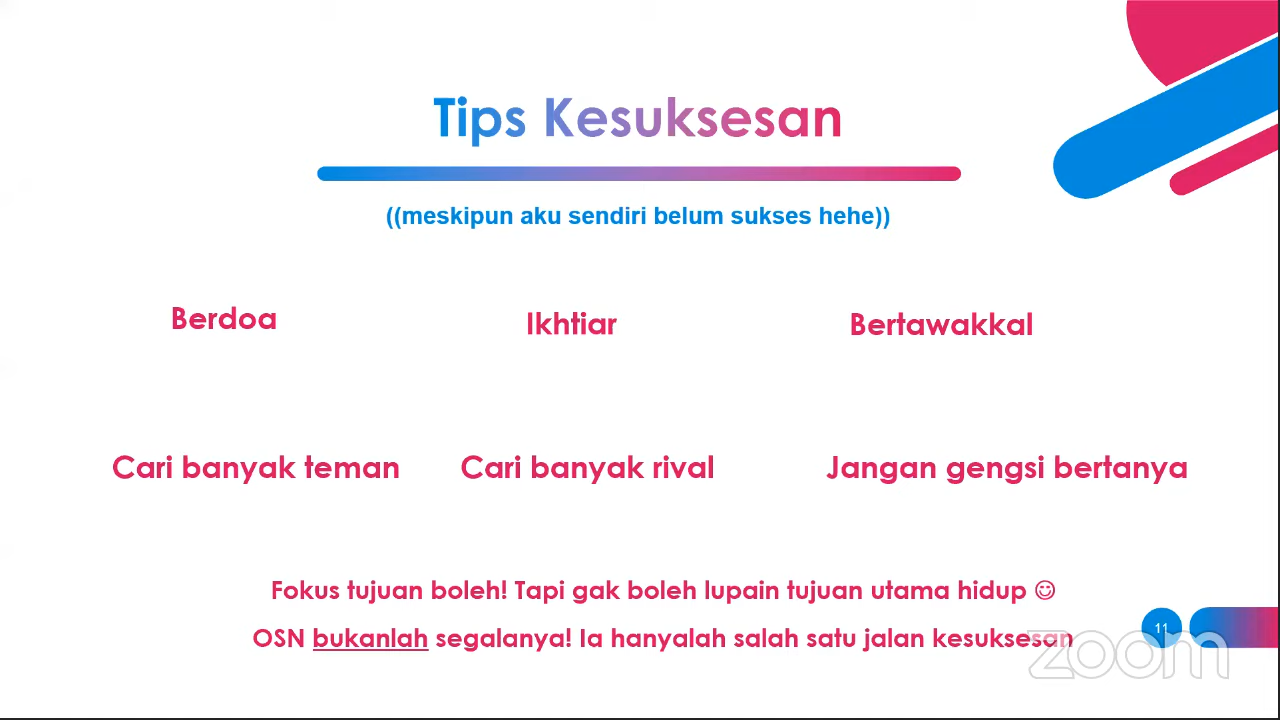 Tips Kesuksesan
((meskipun aku sendiri belum sukses hehe))
Berdoa
Ikhtiar
Bertawakkal
Cari banyak teman
Cari banyak rival
Jangan gengsi bertanya
Fokus tujuan boleh! Tapi gak boleh lupain tujuan utama hidup ☺
OSN bukanlah segalanya! Ia hanyalah salah satu jalan kesuksesan
11
zoom